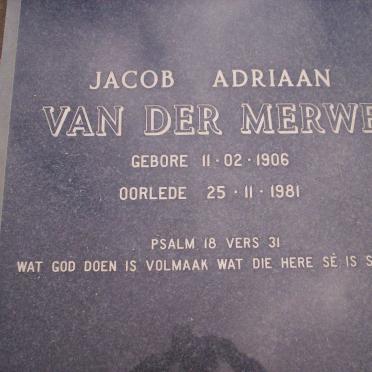 JACOB ADRIAAN
VAN DER MERWE
GEBORE 11·02·1906
OORLEDE 25·11·1981
PSALM 18 VERS 31
WAT GOD DOEN IS VOLMAAK WAT DIE HERE SÊ IS